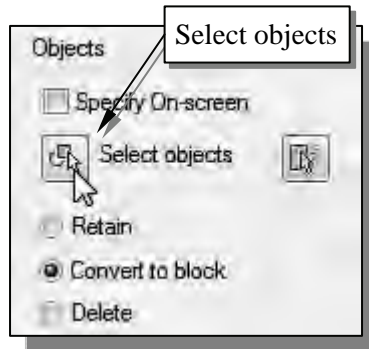 Select objects
Objects
Specify On-screen
Select objects
Retain
Convert to block
Delete